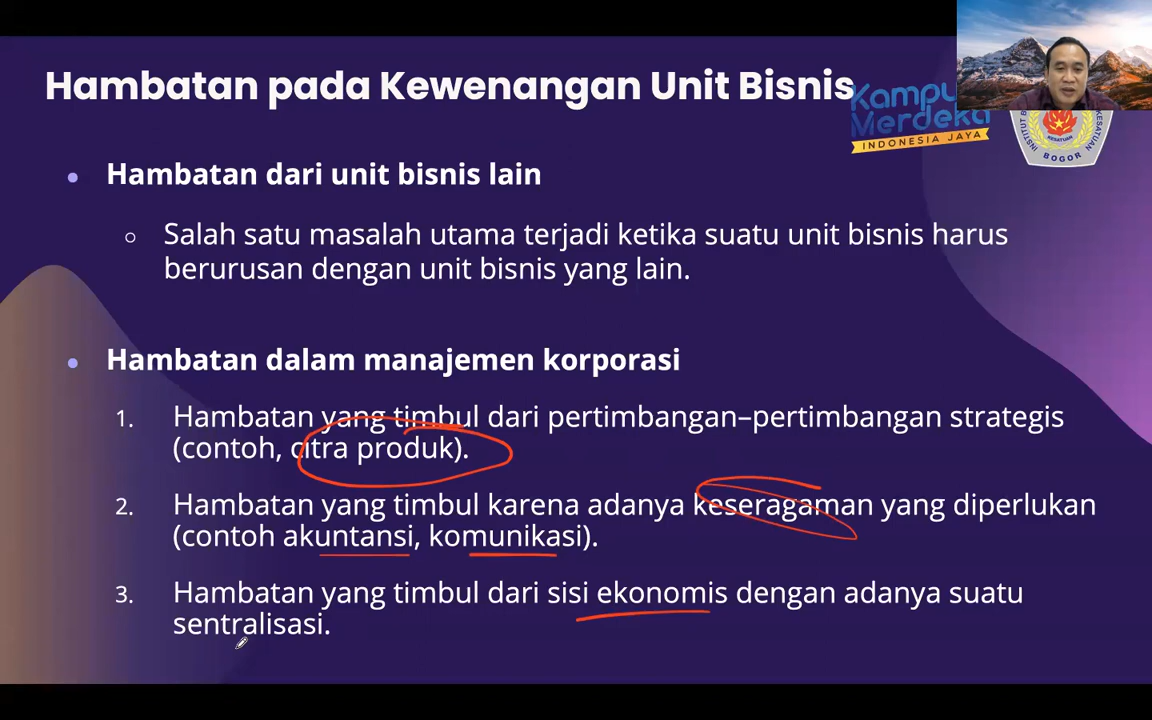 Hambatan pada Kewenangan Unit Bisnis
Merdeka
INDONESIA JAYA
KESATUAN
BOGOR
Hambatan dari unit bisnis lain
Salah satu masalah utama terjadi ketika suatu unit bisnis harus
berurusan dengan unit bisnis yang lain.
Hambatan dalam manajemen korporasi
1. Hambatan yang timbul dari pertimbangan–pertimbangan strategis
(contoh, citra produk).
2. Hambatan yang timbul karena adanya keseragaman yang diperlukan
(contoh akuntansi, komunikasi).
3. Hambatan yang timbul dari sisi ekonomis dengan adanya suatu
sentralisasi.